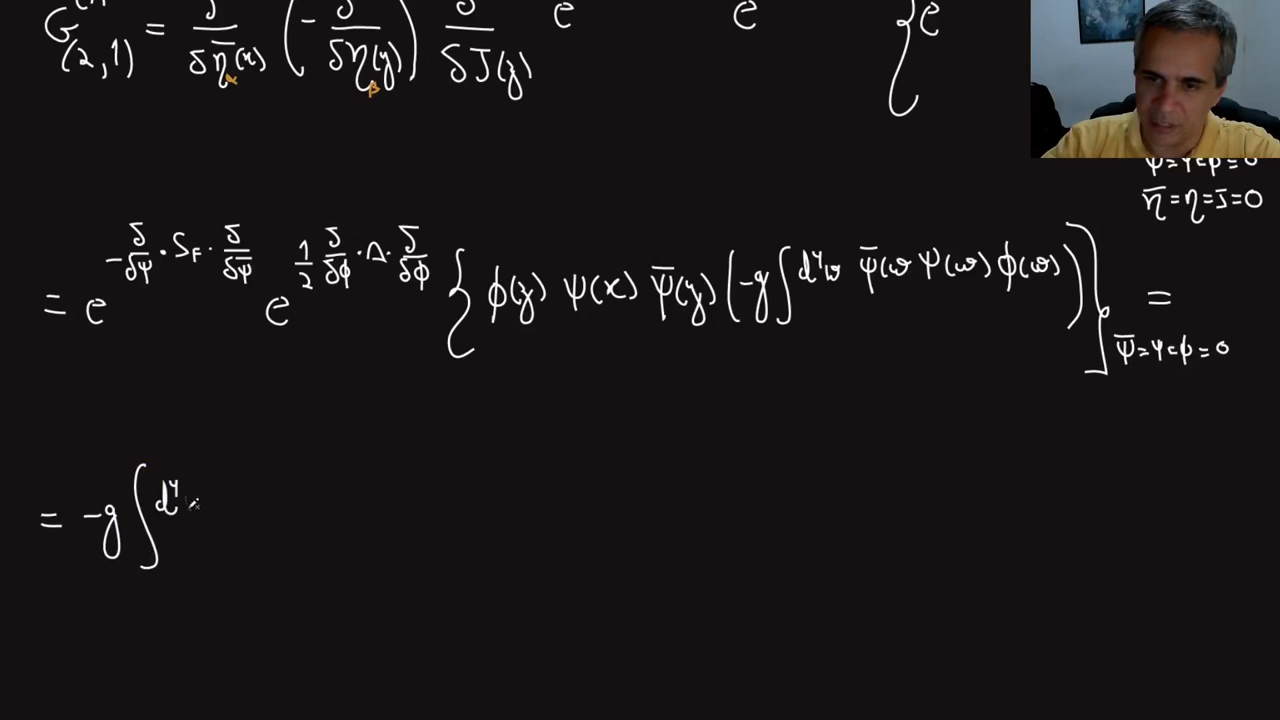 G(2,1) = δ/δη̄(x)α (- δ/δη(y)β) δ/δJ(z) e e { e
ψ̄=ψ=φ=0
η̄=η=J=0
= e^{-δ/δψ · S_F · δ/δψ̄} e^{1/2 δ/δφ · Δ · δ/δφ} { φ(z) ψ(x) ψ̄(y) (-g ∫ d⁴w ψ̄(w ψ(w) φ(w) ) } ψ̄=ψ=φ=0 =
= -g ∫ d⁴